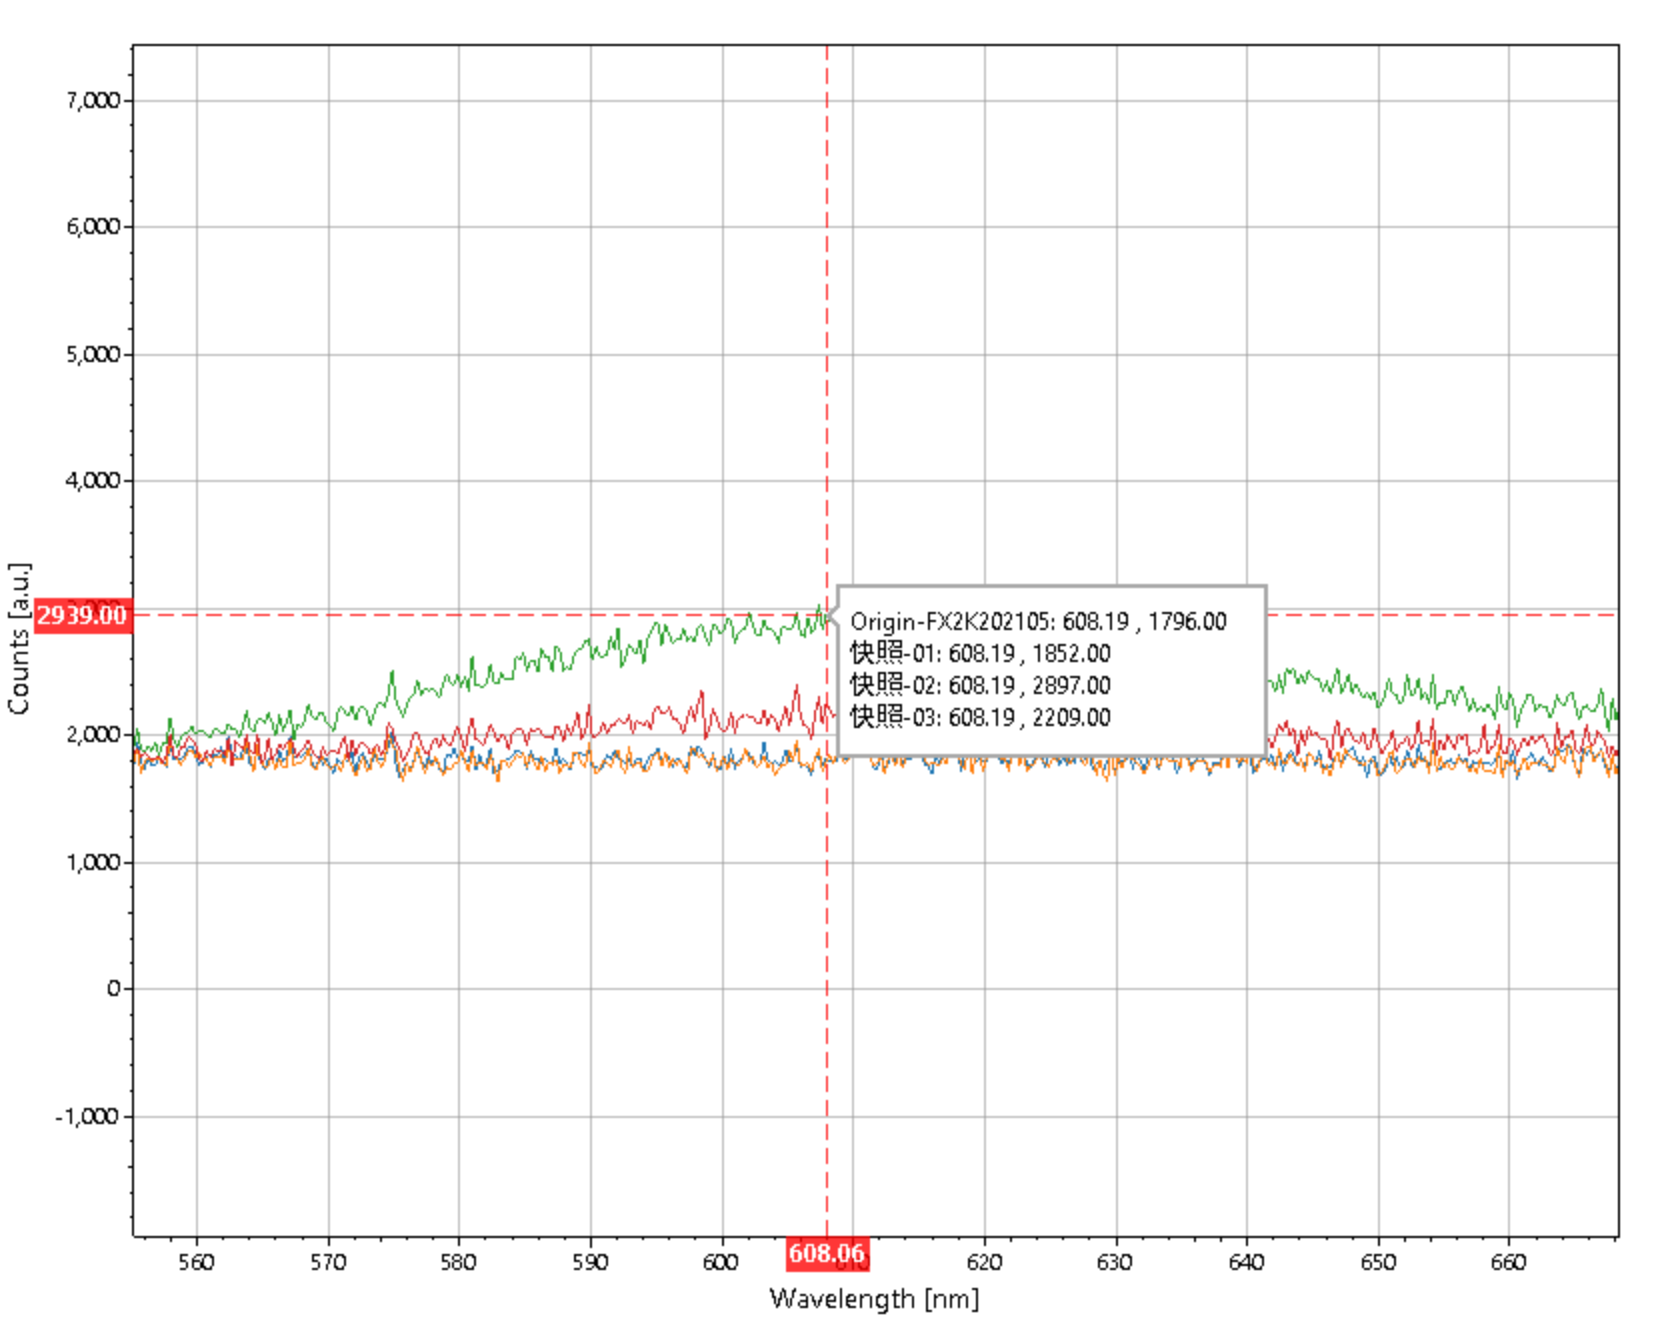 7,000
6,000
5,000
4,000
2939.00
2,000
1,000
0
-1,000
Counts [a.u.]
Origin-FX2K202105: 608.19 , 1796.00
快照-01: 608.19 , 1852.00
快照-02: 608.19 , 2897.00
快照-03: 608.19 , 2209.00
560 570 580 590 600 608.06 620 630 640 650 660
Wavelength [nm]